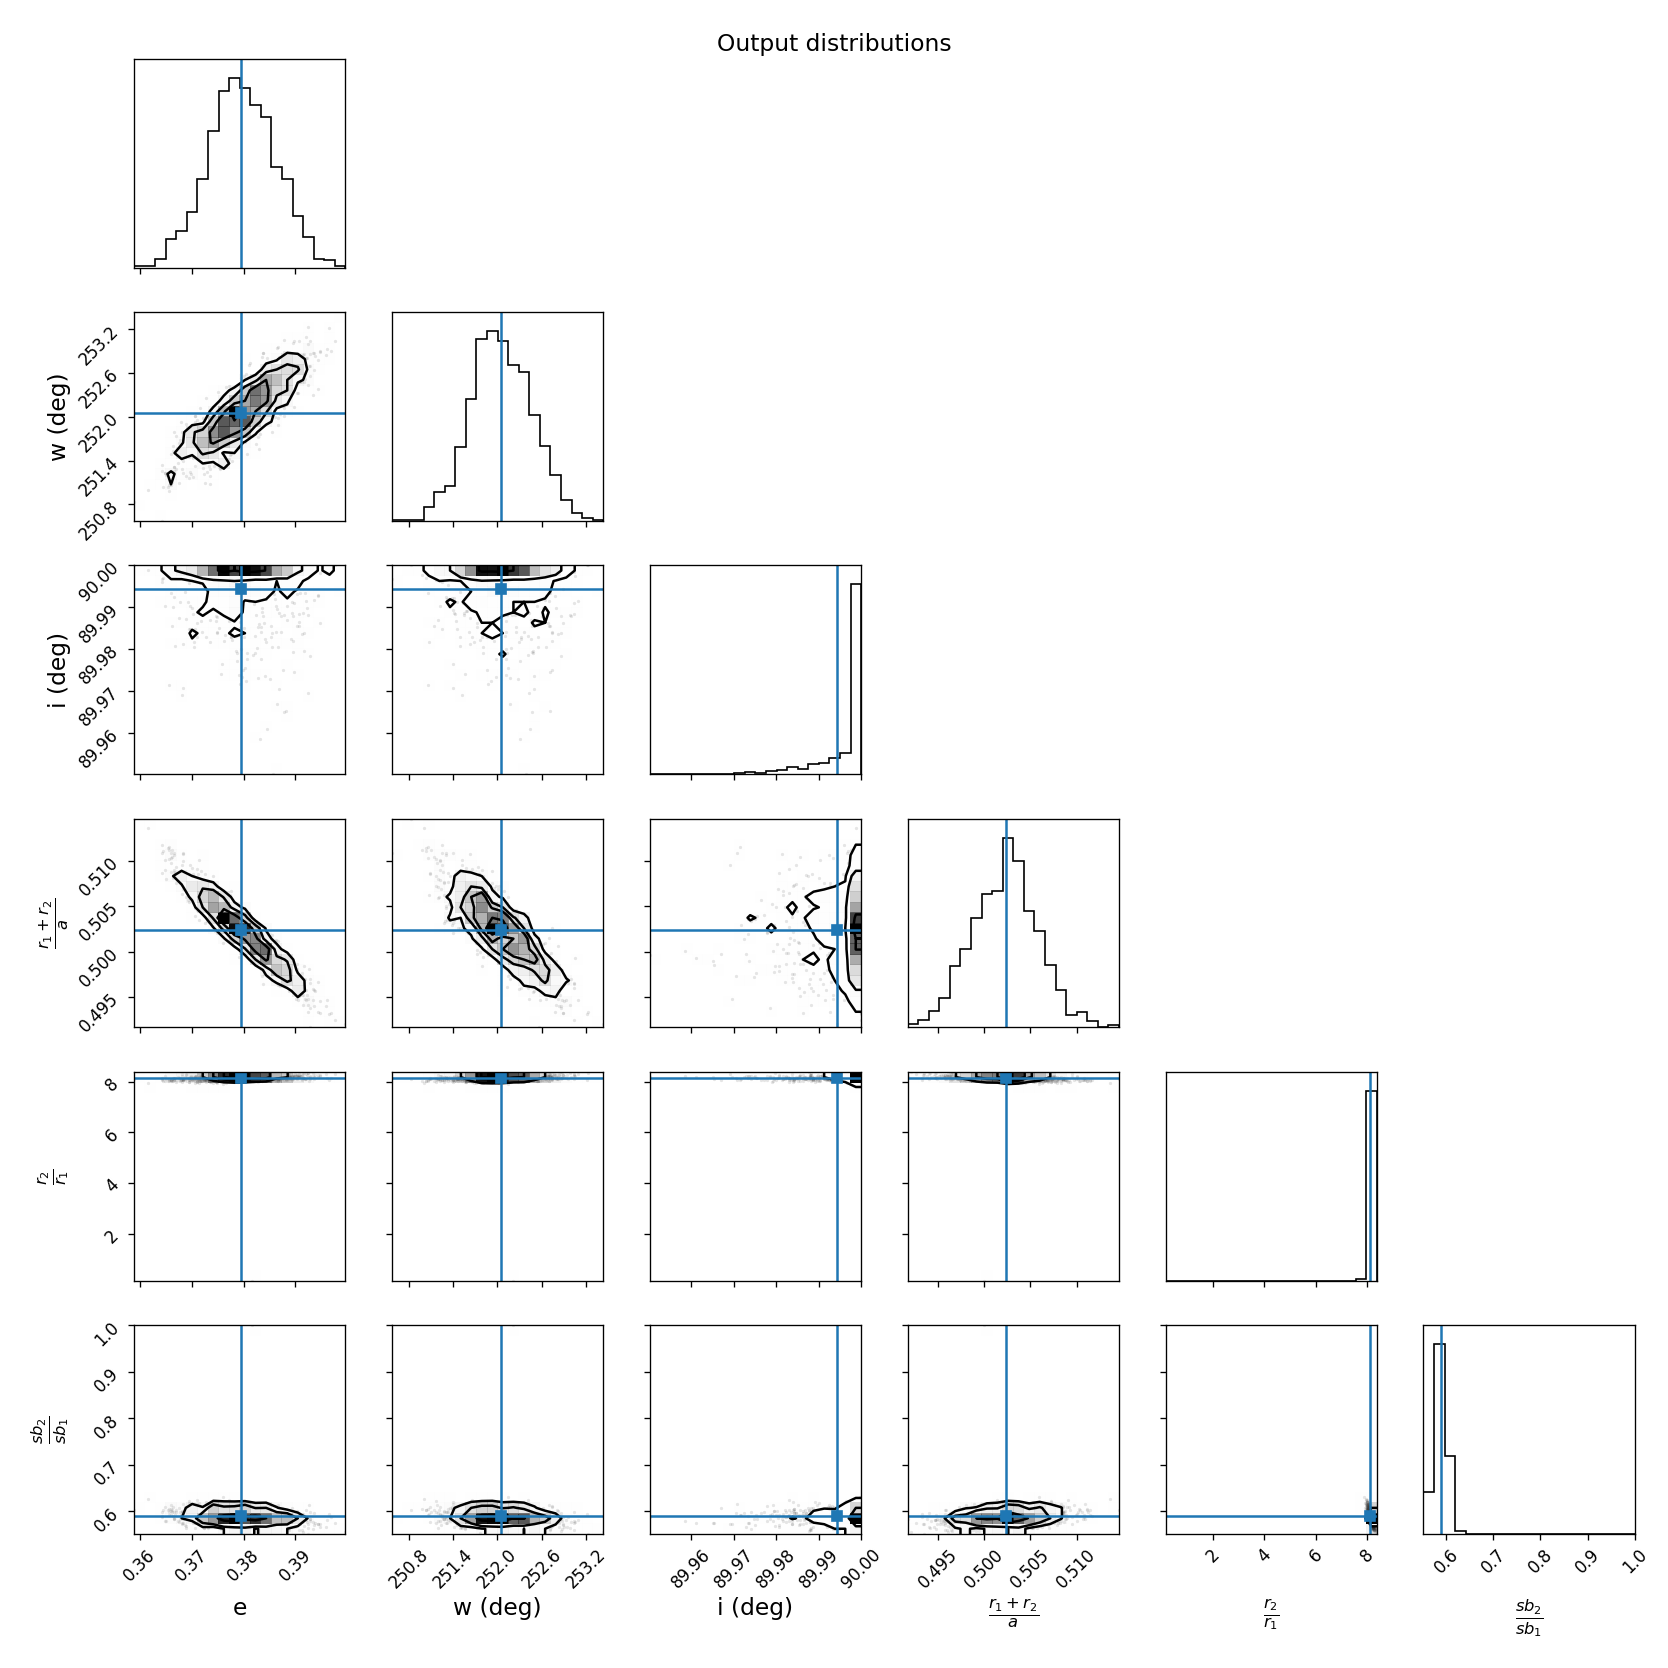 Output distributions
w (deg)
253.2
252.6
252.0
251.4
250.8
i (deg)
90.00
89.99
89.98
89.97
89.96
r₁ + r₂
a
0.510
0.505
0.500
0.495
r₂
r₁
8
6
4
2
sb₂
sb₁
1.0
0.9
0.8
0.7
0.6
0.36 0.37 0.38 0.39 250.8 251.4 252.0 252.6 253.2 89.96 89.97 89.98 89.99 90.00 0.495 0.500 0.505 0.510 2 4 6 8 0.6 0.7 0.8 0.9 1.0
e w (deg) i (deg) r₁ + r₂ r₂ sb₂
a r₁ sb₁